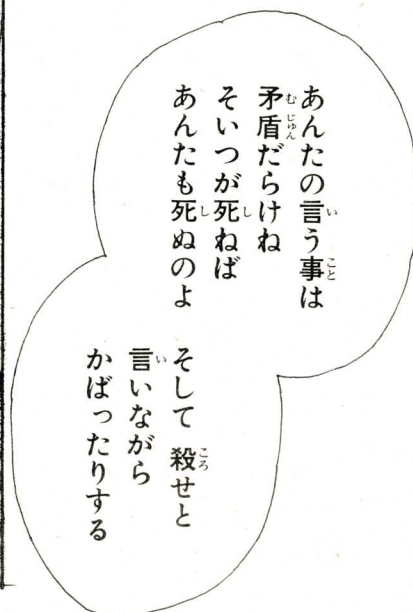 あんたの言う事は
矛盾だらけね
そいつが死ねば
あんたも死ぬのよ
そして 殺せと
言いながら
かばったりする